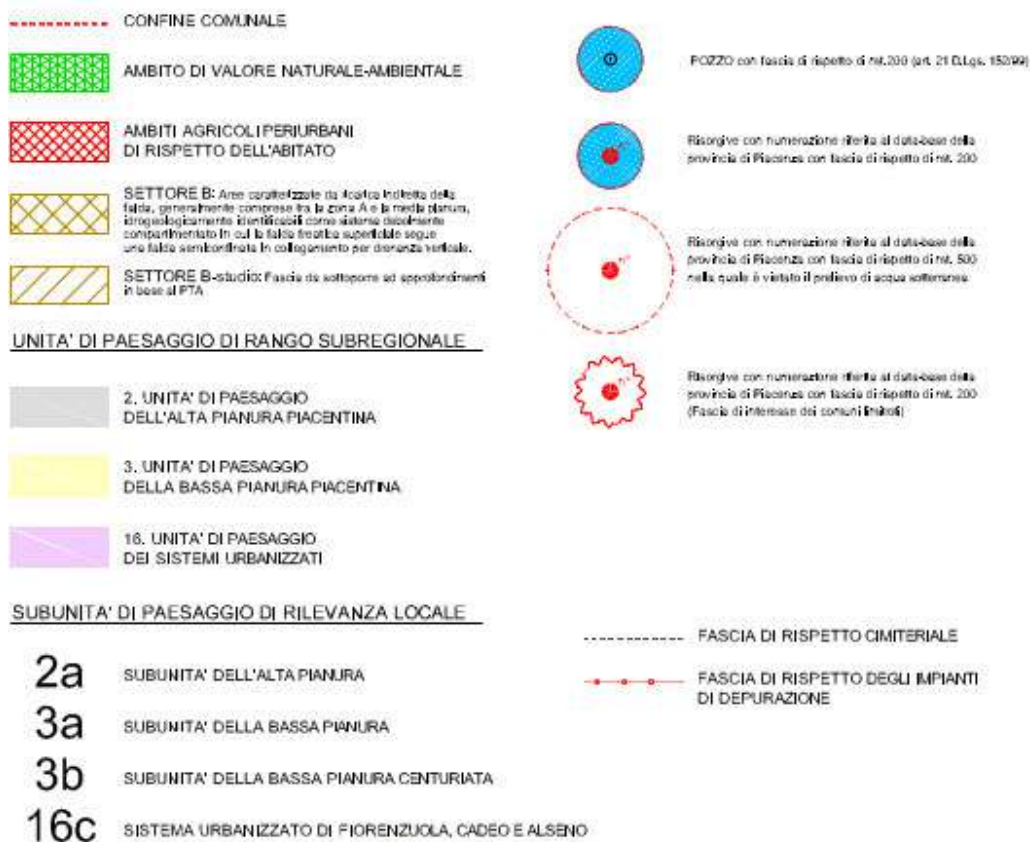 CONFINE COMUNALE
AMBITO DI VALORE NATURALE-AMBIENTALE
AMBITI AGRICOLI PERIURBANI
DI RISPETTO DELL'ABITATO
SETTORE B: Aree caratterizzate da ricarica indiretta della
falda, generalmente comprese tra la zona A e la media pianura,
idrogeologicamente identificabili come sistema debolmente
compartimentato in cui la falda freatica superficiale segue
una falda semiconfinata in collegamento per drenanza verticale.
SETTORE B-studio: Fascia da sottoporre ad approfondimenti
in base al PTA
UNITA' DI PAESAGGIO DI RANGO SUBREGIONALE
2. UNITA' DI PAESAGGIO
DELL'ALTA PIANURA PIACENTINA
3. UNITA' DI PAESAGGIO
DELLA BASSA PIANURA PIACENTINA
16. UNITA' DI PAESAGGIO
DEI SISTEMI URBANIZZATI
SUBUNITA' DI PAESAGGIO DI RILEVANZA LOCALE
2a SUBUNITA' DELL'ALTA PIANURA
3a SUBUNITA' DELLA BASSA PIANURA
3b SUBUNITA' DELLA BASSA PIANURA CENTURIATA
16c SISTEMA URBANIZZATO DI FIORENZUOLA, CADEO E ALSENO
POZZO con fascia di rispetto di mt.200 (art. 21 D.Lgs. 152/99)
Risorgive con numerazione riferita al data-base della
provincia di Piacenza con fascia di rispetto di mt. 200
Risorgive con numerazione riferita al data-base della
provincia di Piacenza con fascia di rispetto di mt. 500
nella quale è vietato il prelievo di acque sotterranee
Risorgive con numerazione riferita al data-base della
provincia di Piacenza con fascia di rispetto di mt. 200
(Fascia di interesse dei comuni limitrofi)
FASCIA DI RISPETTO CIMITERIALE
FASCIA DI RISPETTO DEGLI IMPIANTI
DI DEPURAZIONE